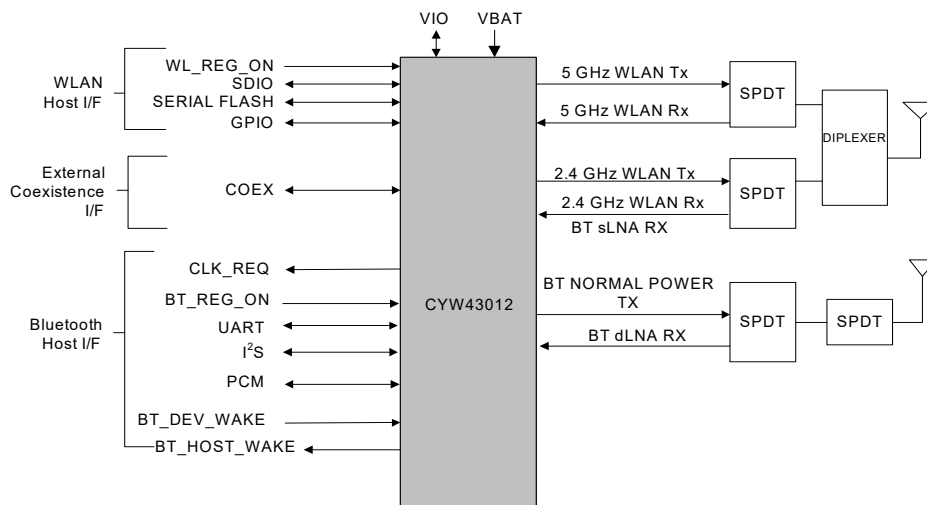 VIO
VBAT
WLAN
Host I/F
WL_REG_ON
SDIO
SERIAL FLASH
GPIO
External
Coexistence
I/F
COEX
Bluetooth
Host I/F
CLK_REQ
BT_REG_ON
UART
I²S
PCM
BT_DEV_WAKE
BT_HOST_WAKE
CYW43012
5 GHz WLAN Tx
5 GHz WLAN Rx
SPDT
DIPLEXER
2.4 GHz WLAN Tx
2.4 GHz WLAN Rx
BT sLNA RX
SPDT
BT NORMAL POWER
TX
BT dLNA RX
SPDT
SPDT